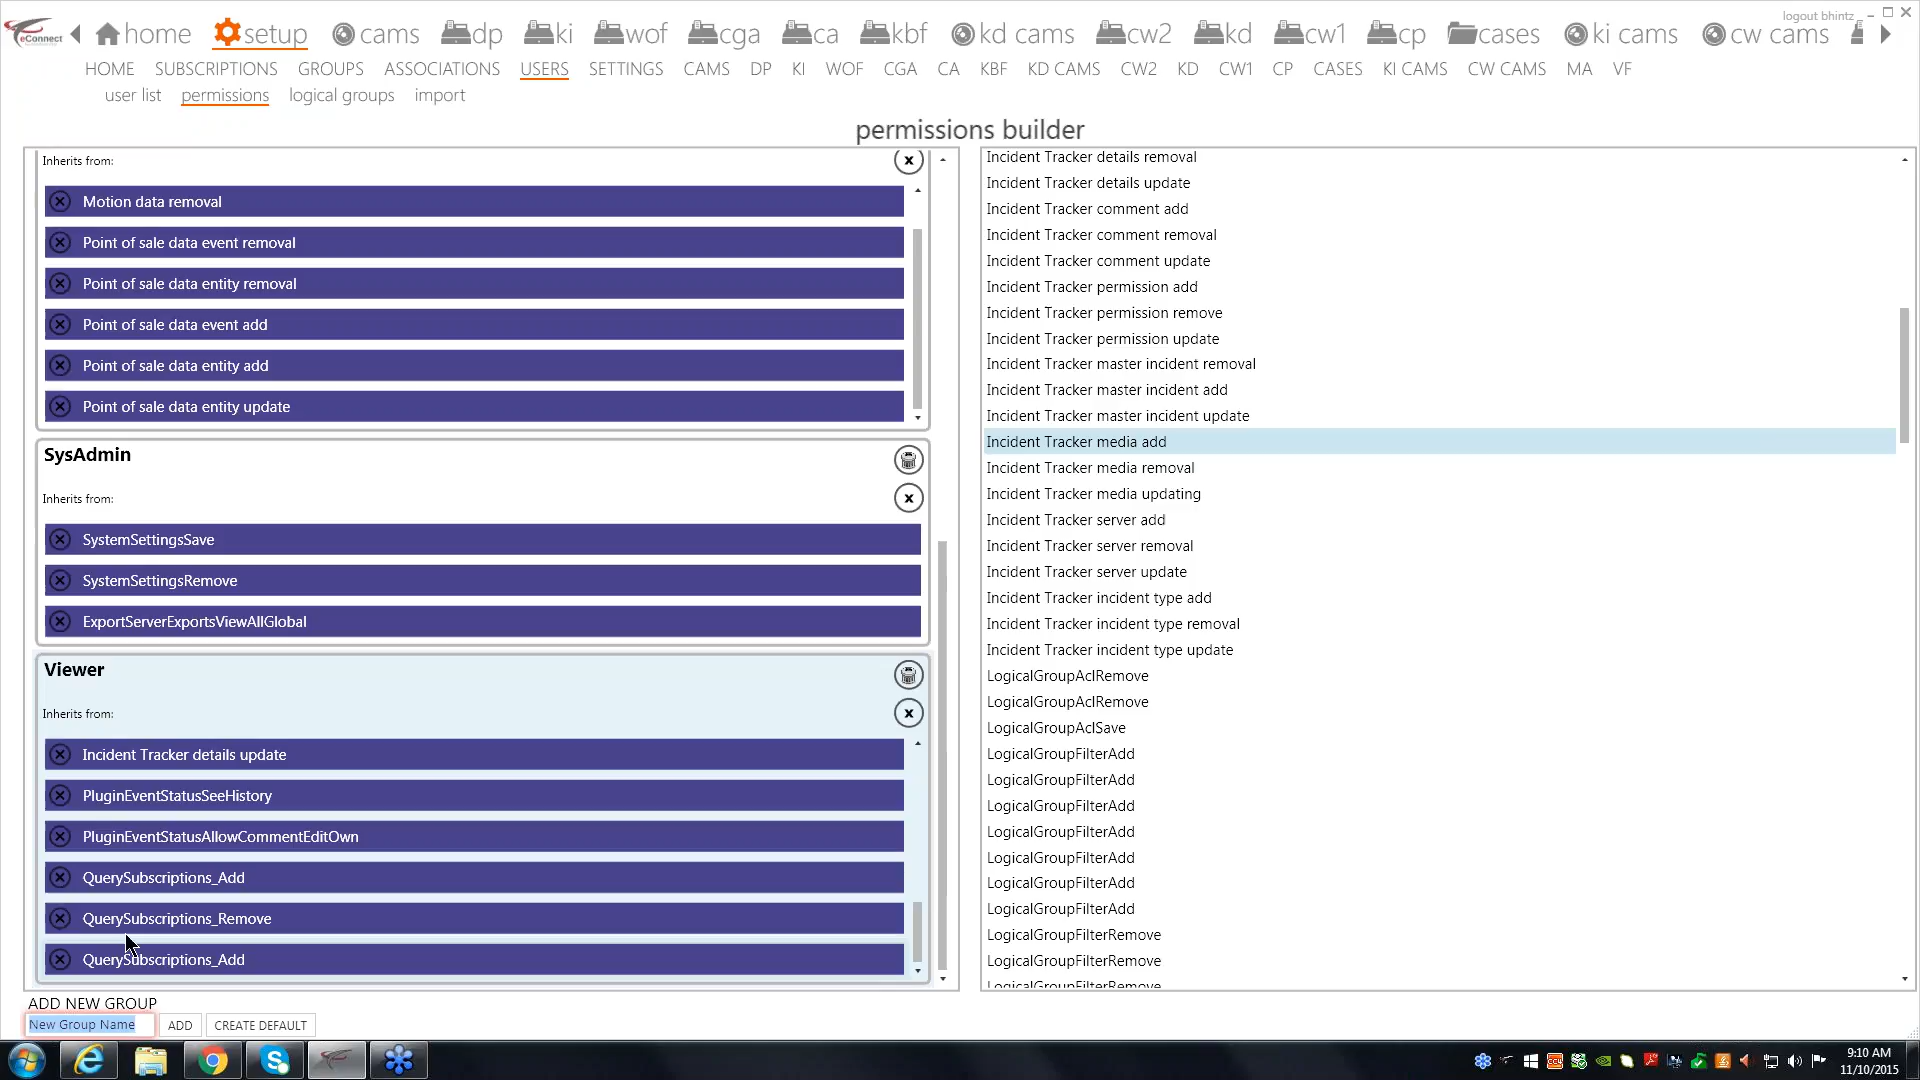 logout bhintz
eConnect
home setup cams dp ki wof cga ca kbf kd cams cw2 kd cw1 cp cases ki cams cw cams
HOME SUBSCRIPTIONS GROUPS ASSOCIATIONS USERS SETTINGS CAMS DP KI WOF CGA CA KBF KD CAMS CW2 KD CW1 CP CASES KI CAMS CW CAMS MA VF
user list permissions logical groups import
permissions builder
Inherits from:
Motion data removal
Point of sale data event removal
Point of sale data entity removal
Point of sale data event add
Point of sale data entity add
Point of sale data entity update
SysAdmin
Inherits from:
SystemSettingsSave
SystemSettingsRemove
ExportServerExportsViewAllGlobal
Viewer
Inherits from:
Incident Tracker details update
PluginEventStatusSeeHistory
PluginEventStatusAllowCommentEditOwn
QuerySubscriptions_Add
QuerySubscriptions_Remove
QuerySubscriptions_Add
Incident Tracker details removal
Incident Tracker details update
Incident Tracker comment add
Incident Tracker comment removal
Incident Tracker comment update
Incident Tracker permission add
Incident Tracker permission remove
Incident Tracker permission update
Incident Tracker master incident removal
Incident Tracker master incident add
Incident Tracker master incident update
Incident Tracker media add
Incident Tracker media removal
Incident Tracker media updating
Incident Tracker server add
Incident Tracker server removal
Incident Tracker server update
Incident Tracker incident type add
Incident Tracker incident type removal
Incident Tracker incident type update
LogicalGroupAclRemove
LogicalGroupAclRemove
LogicalGroupAclSave
LogicalGroupFilterAdd
LogicalGroupFilterAdd
LogicalGroupFilterAdd
LogicalGroupFilterAdd
LogicalGroupFilterAdd
LogicalGroupFilterAdd
LogicalGroupFilterAdd
LogicalGroupFilterRemove
LogicalGroupFilterRemove
LogicalGroupFilterRemove
ADD NEW GROUP
New Group Name ADD CREATE DEFAULT
9:10 AM
11/10/2015